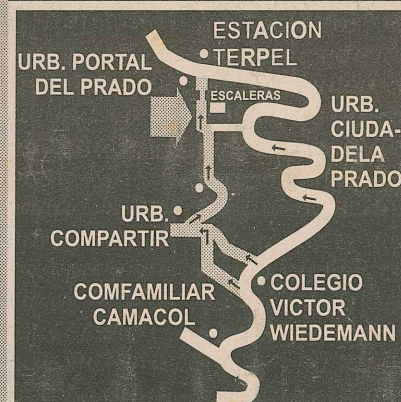 ESTACION
TERPEL
URB. PORTAL
DEL PRADO
ESCALERAS
URB.
CIUDA-
DELA
PRADO
URB.
COMPARTIR
COMFAMILIAR
CAMACOL
COLEGIO
VICTOR
WIEDEMANN